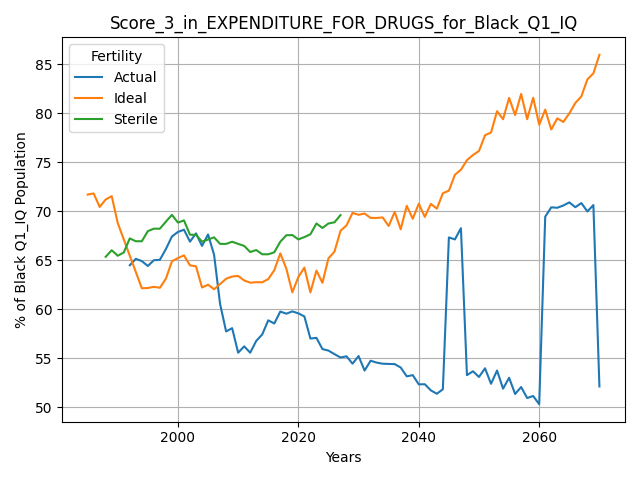 Score_3_in_EXPENDITURE_FOR_DRUGS_for_Black_Q1_IQ
Fertility
Actual
Ideal
Sterile
% of Black Q1_IQ Population
85
80
75
70
65
60
55
50
2000
2020
2040
2060
Years